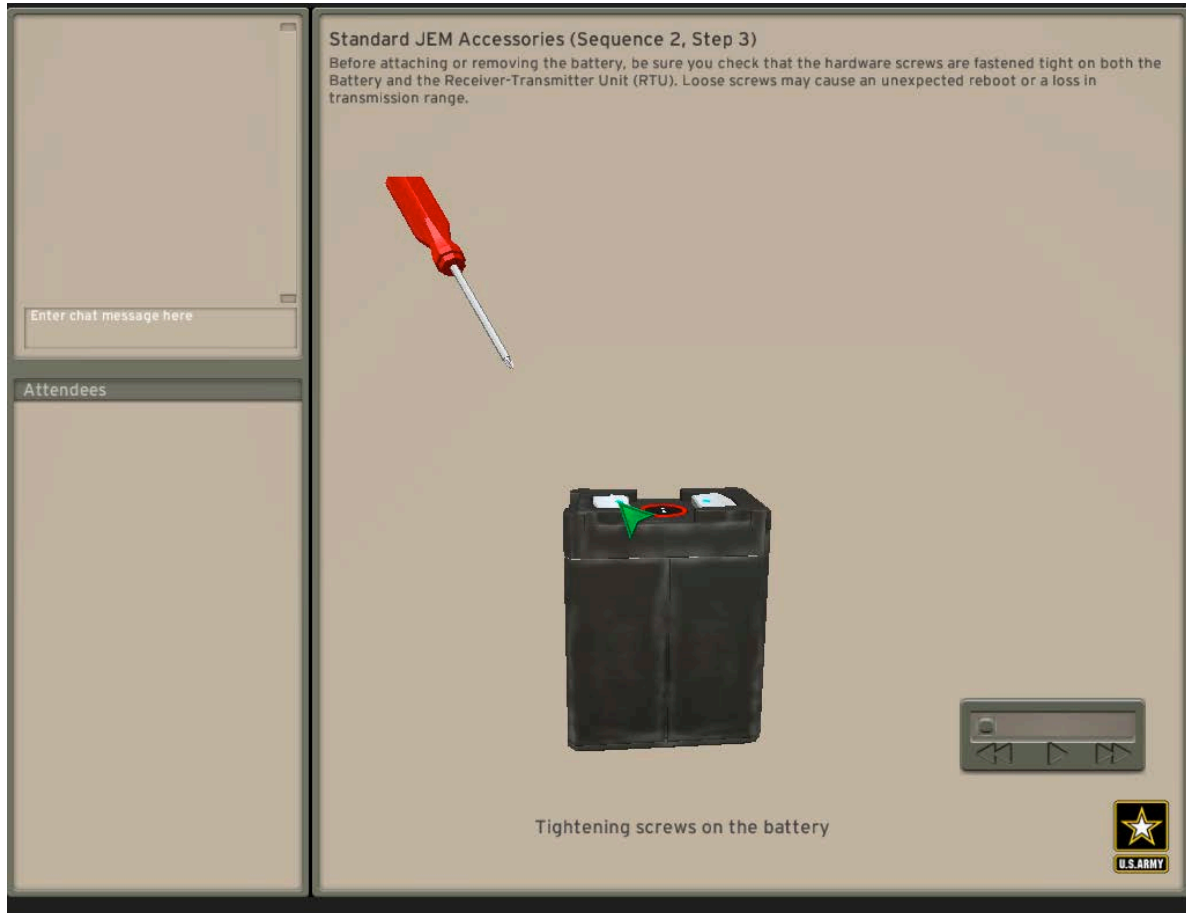 Standard JEM Accessories (Sequence 2, Step 3)
Before attaching or removing the battery, be sure you check that the hardware screws are fastened tight on both the
Battery and the Receiver-Transmitter Unit (RTU). Loose screws may cause an unexpected reboot or a loss in
transmission range.
Enter chat message here
Attendees
Tightening screws on the battery
U.S.ARMY